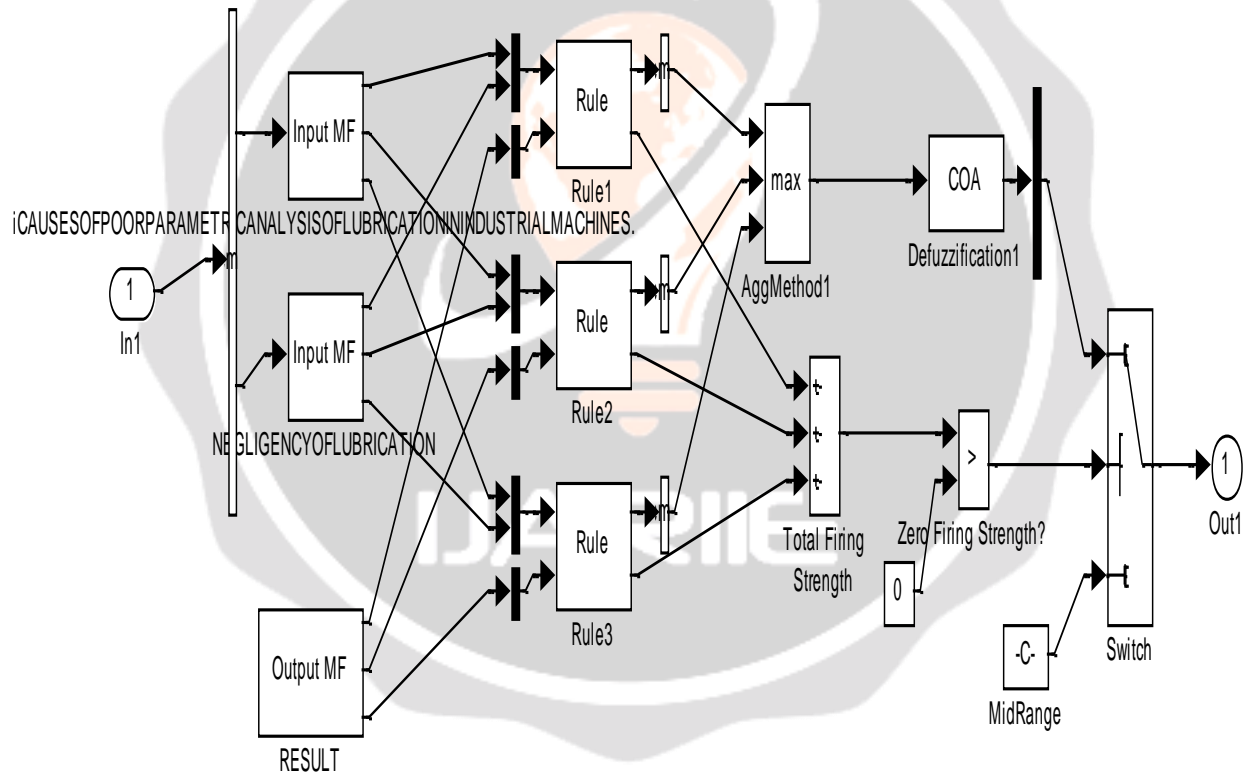 Input MF
iCAUSESOFPOORPARAMETRICANALYSISOFLUBRICATIONININDUSTRIALMACHINES.
1
In1
m
Input MF
NEGLIGENCYOFLUBRICATION
Output MF
RESULT
Rule
Rule1
m
Rule
Rule2
m
Rule
Rule3
m
max
AggMethod1
COA
Defuzzification1
+
+
+
Total Firing
Strength
>
Zero Firing Strength?
0
-C-
MidRange
Switch
1
Out1
IJARIIE